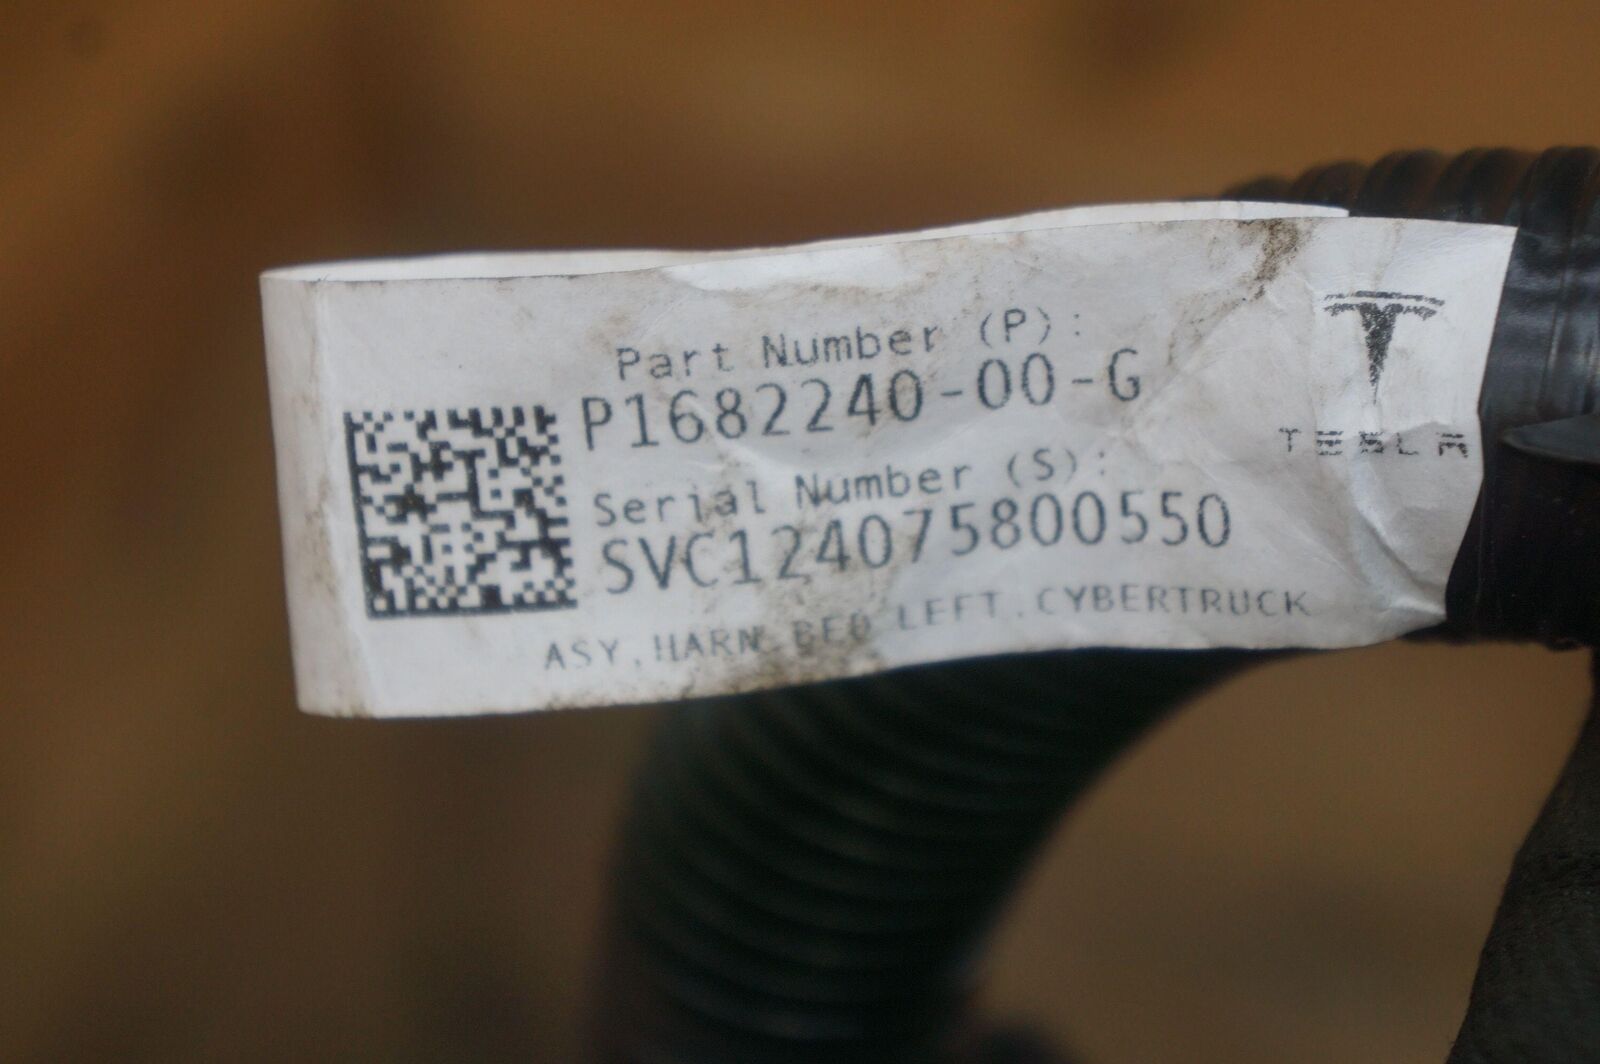 Part Number (P):
P1682240-00-G
Serial Number (S):
SVC124075800550
ASY,HARN BED LEFT.CYBERTRUCK
TESLA